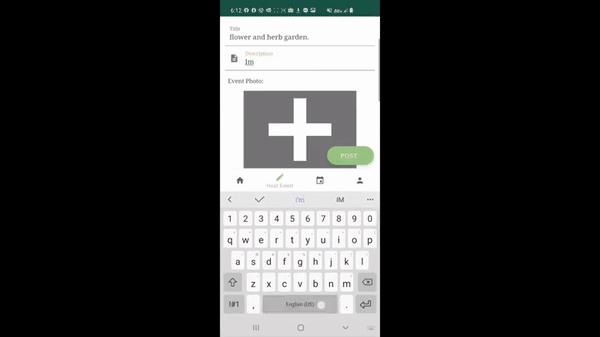 6:12
88%
Title
flower and herb garden.
Description
Im
Event Photo:
POST
Host Event
I'm IM
1 2 3 4 5 6 7 8 9 0
q w e r t y u i o p
a s d f g h j k l
z x c v b n m
!#1 , English (US) .